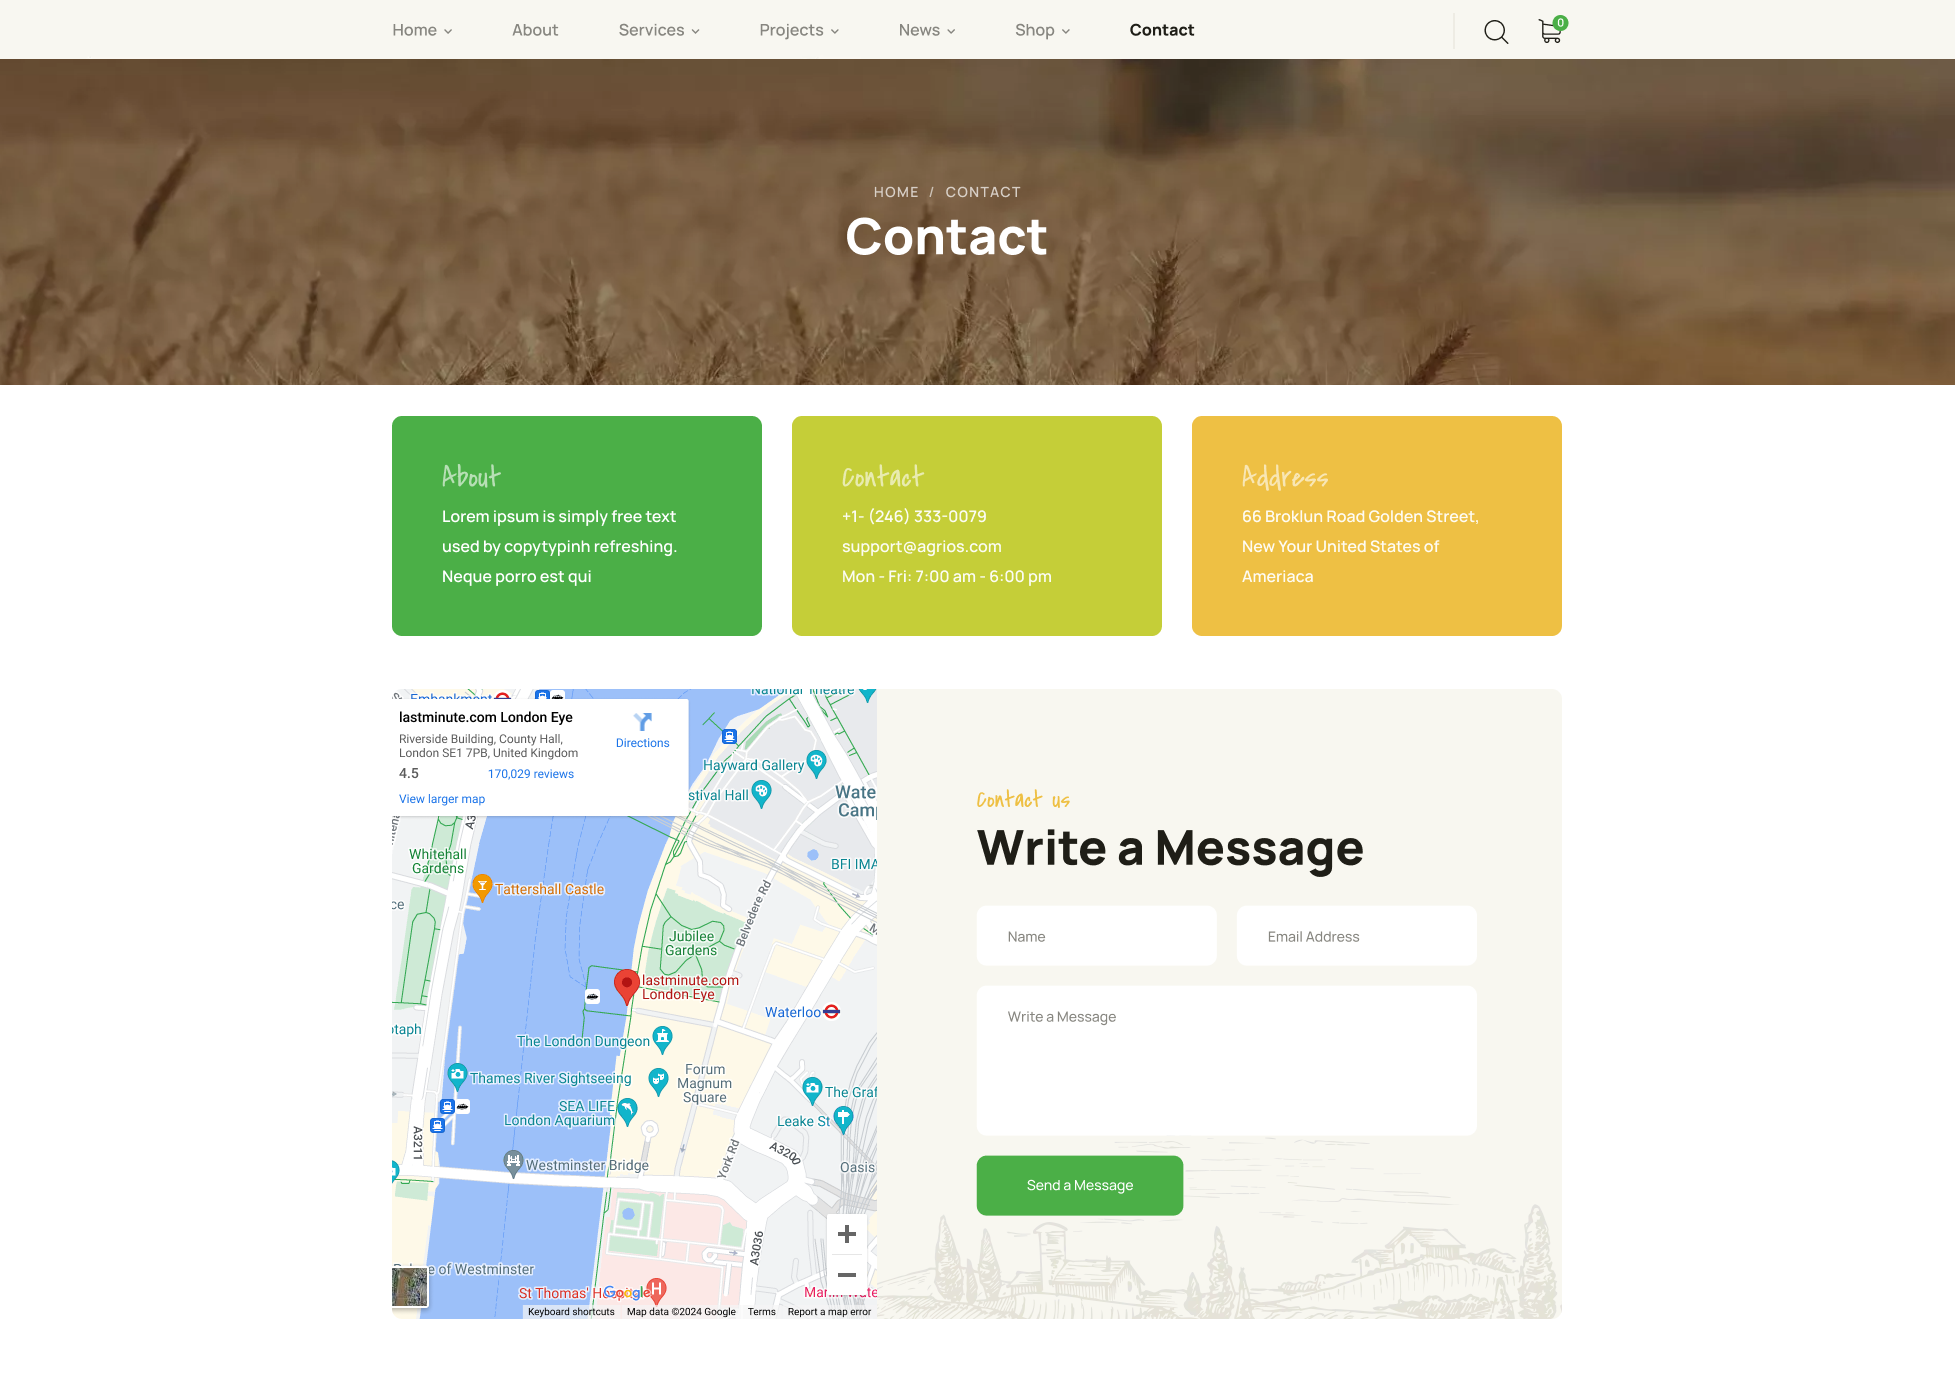 Home
About
Services
Projects
News
Shop
Contact
0
HOME / CONTACT
Contact
About
Lorem ipsum is simply free text
used by copytypinh refreshing.
Neque porro est qui
Contact
+1- (246) 333-0079
support@agrios.com
Mon - Fri: 7:00 am - 6:00 pm
Address
66 Broklun Road Golden Street,
New Your United States of
Ameriaca
Embankment
National Theatre
lastminute.com London Eye
Riverside Building, County Hall,
London SE1 7PB, United Kingdom
4.5
170,029 reviews
View larger map
Directions
Hayward Gallery
stival Hall
Wate
Camp
BFI IMA
Whitehall
Gardens
Tattershall Castle
ce
Belvedere Rd
Jubilee
Gardens
lastminute.com
London Eye
Waterloo
otaph
The London Dungeon
Forum
Magnum
Square
Thames River Sightseeing
The Graf
SEA LIFE
London Aquarium
Leake St
A3211
York Rd
A3200
Oasis
Westminster Bridge
A3036
e of Westminster
St Thomas' Hosp
Google
H
Keyboard shortcuts
Map data ©2024 Google
Terms
Report a map error
Contact us
Write a Message
Name
Email Address
Write a Message
Send a Message